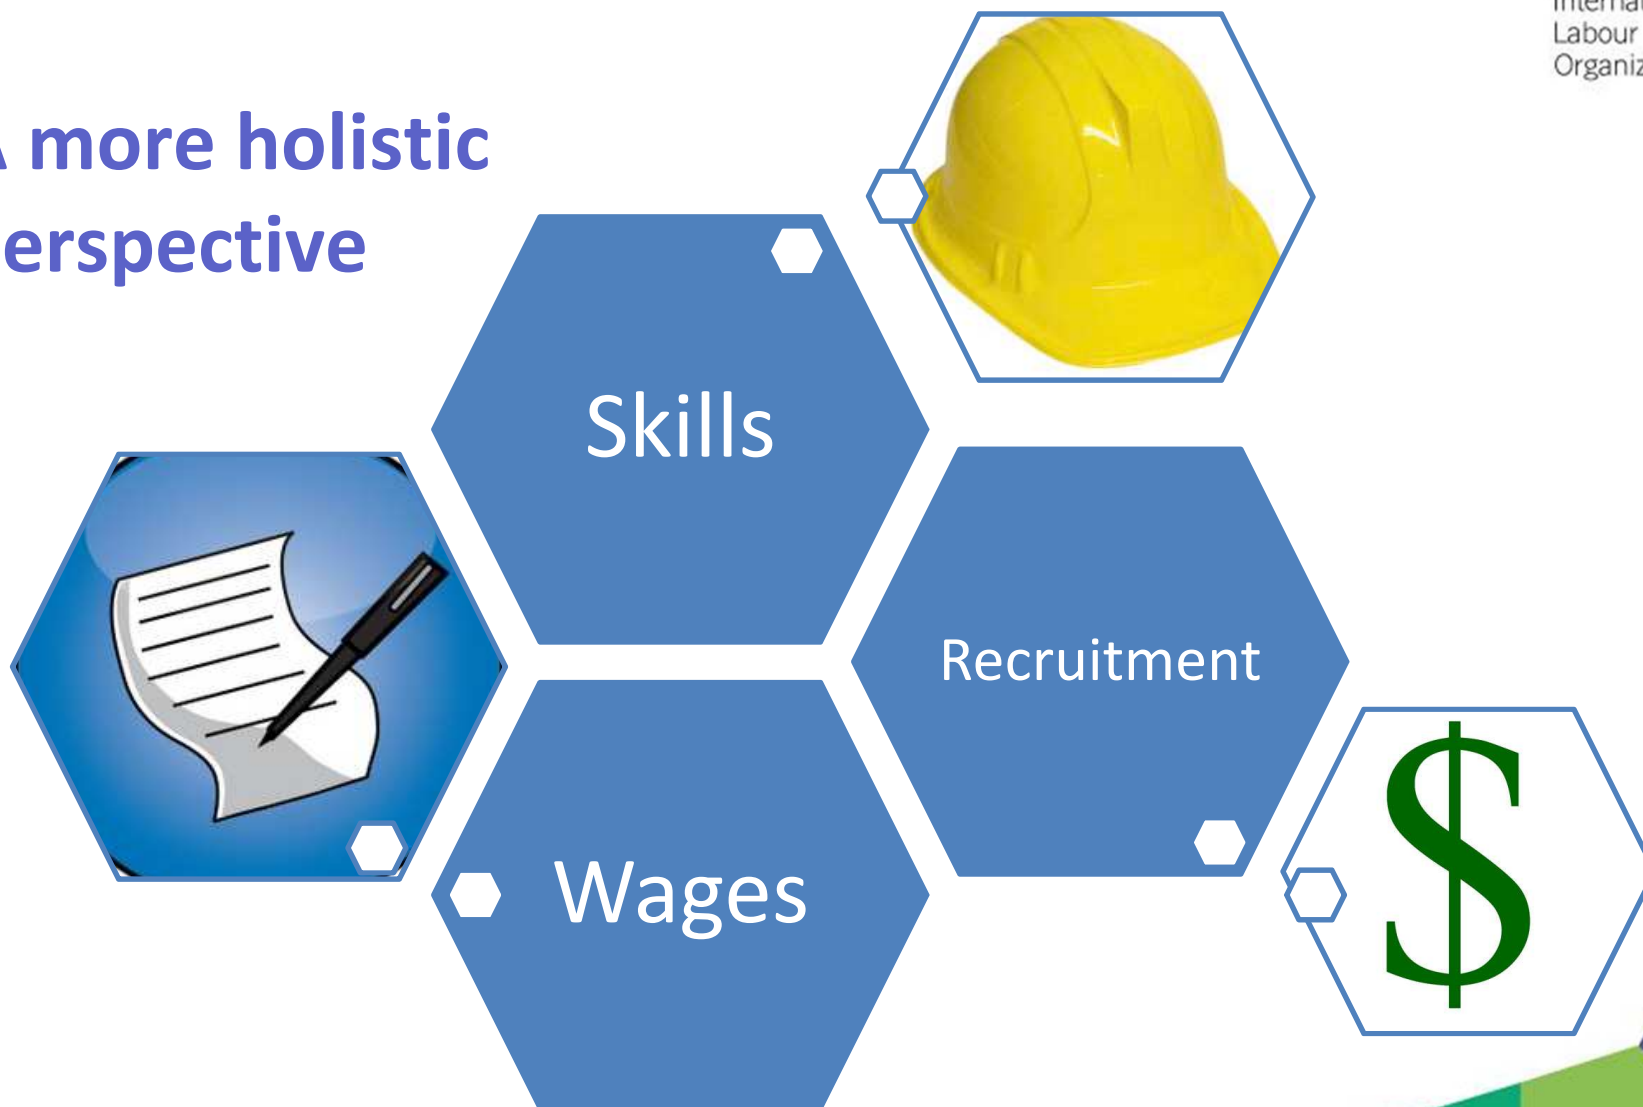 Labour
Organiz
A more holistic
erspective
Skills
Recruitment
Wages
$